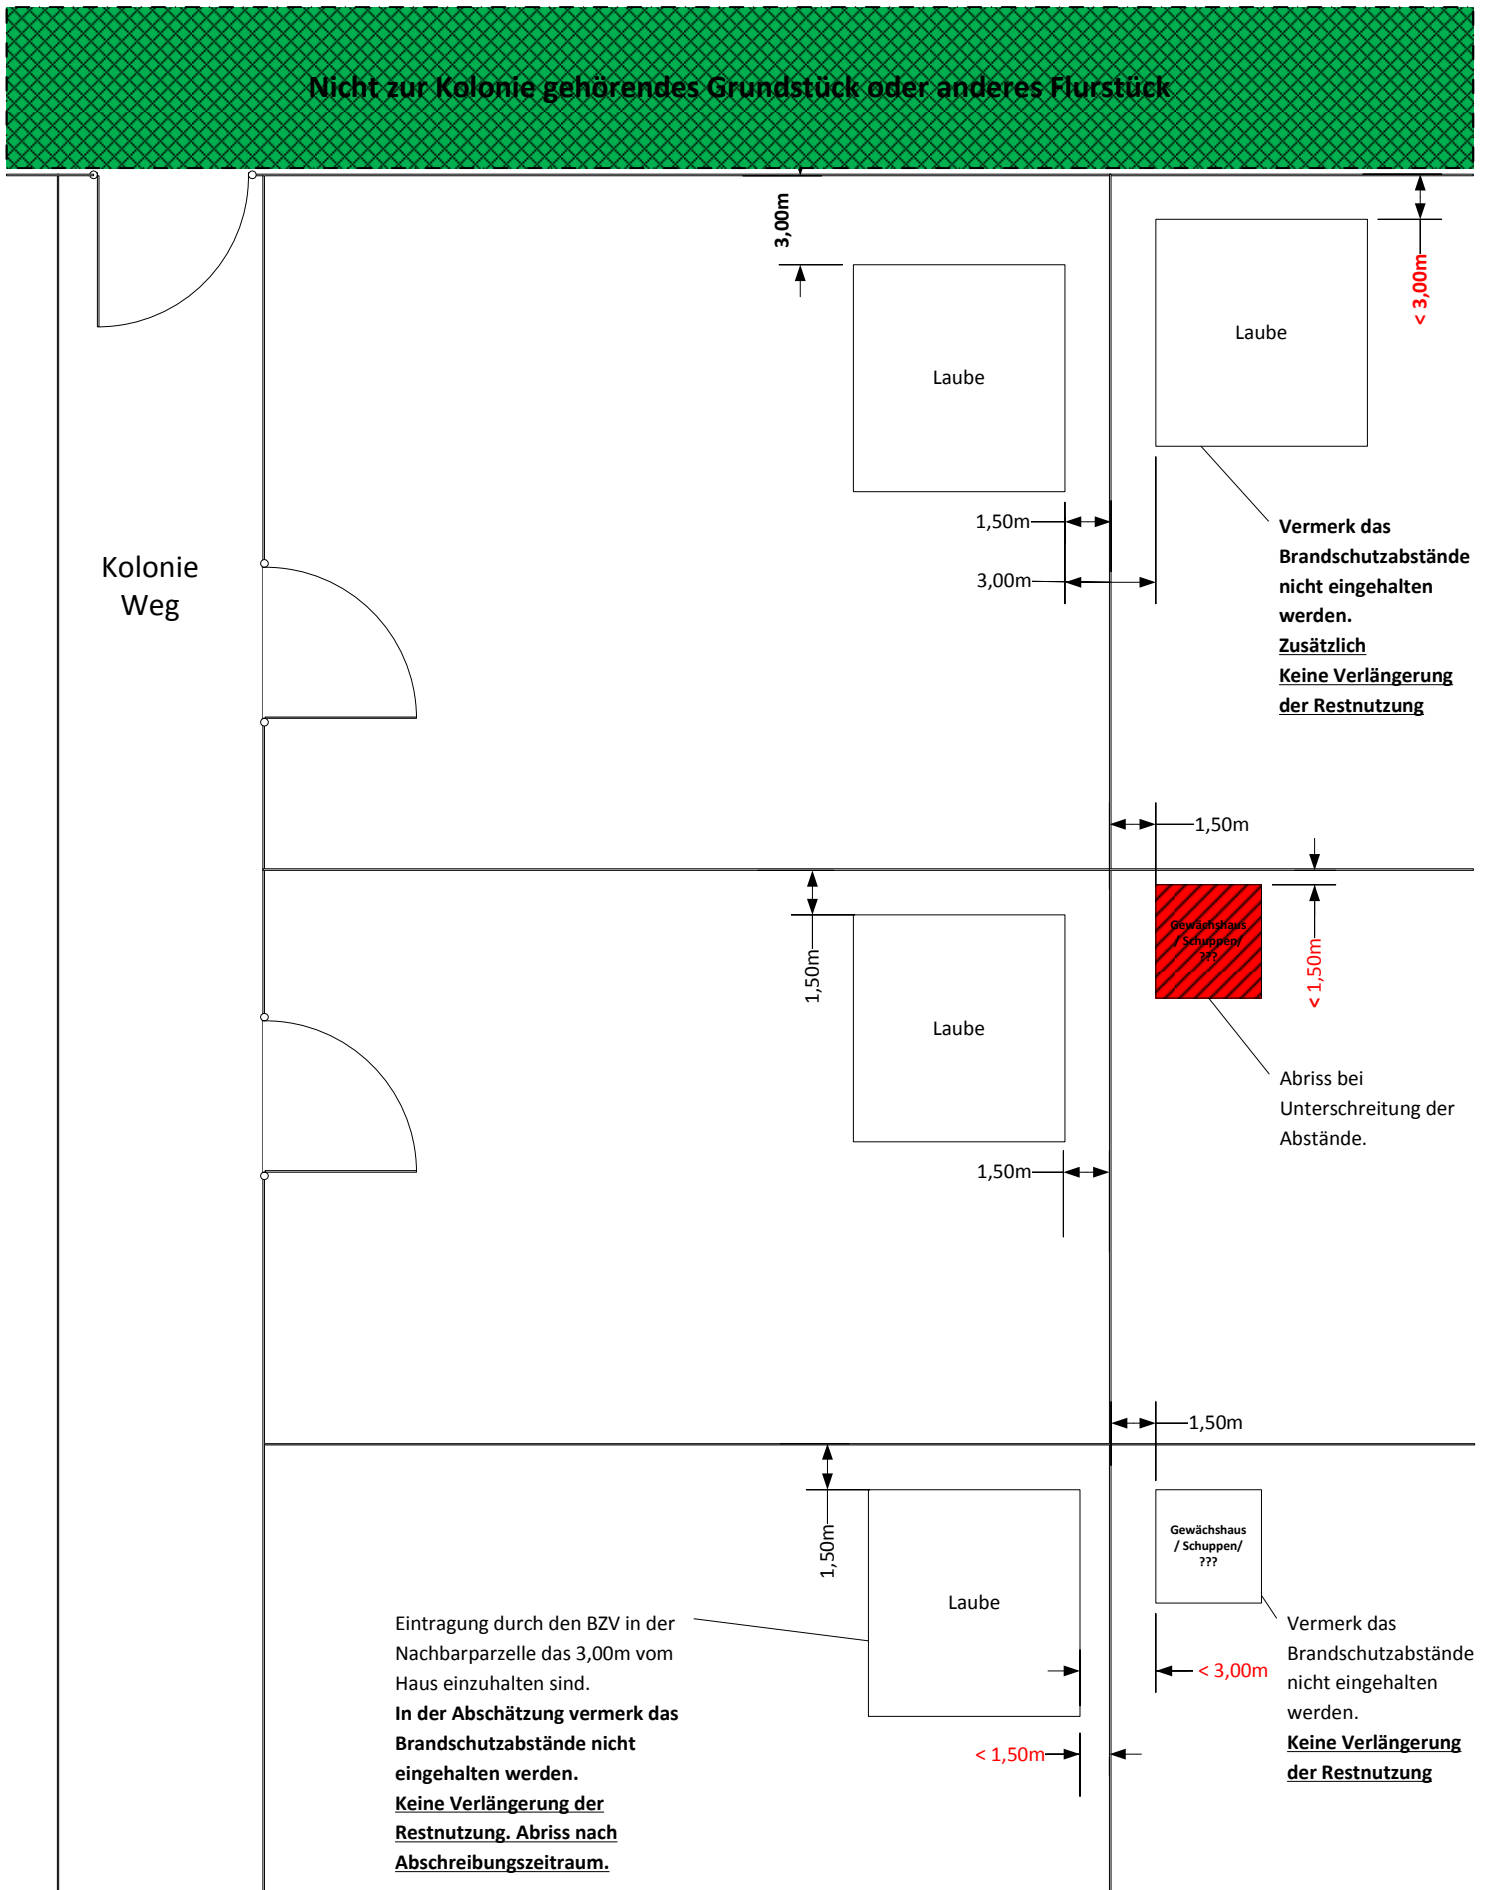 Nicht zur Kolonie gehörendes Grundstück oder anderes Flurstück
3,00m
< 3,00m
Laube
Laube
1,50m
3,00m
Vermerk das
Brandschutzabstände
nicht eingehalten
werden.
Zusätzlich
Keine Verlängerung
der Restnutzung
Kolonie
Weg
1,50m
1,50m
Gewächshaus
/ Schuppen/
???
< 1,50m
Laube
Abriss bei
Unterschreitung der
Abstände.
1,50m
1,50m
1,50m
Gewächshaus
/ Schuppen/
???
Laube
Eintragung durch den BZV in der
Nachbarparzelle das 3,00m vom
Haus einzuhalten sind.
In der Abschätzung vermerk das
Brandschutzabstände nicht
eingehalten werden.
Keine Verlängerung der
Restnutzung. Abriss nach
Abschreibungszeitraum.
< 3,00m
< 1,50m
Vermerk das
Brandschutzabstände
nicht eingehalten
werden.
Keine Verlängerung
der Restnutzung